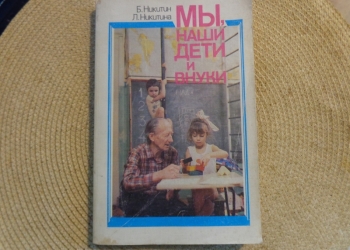 Б. Никитин
Л. Никитина
МЫ,
НАШИ
ДЕТИ
И
ВНУКИ